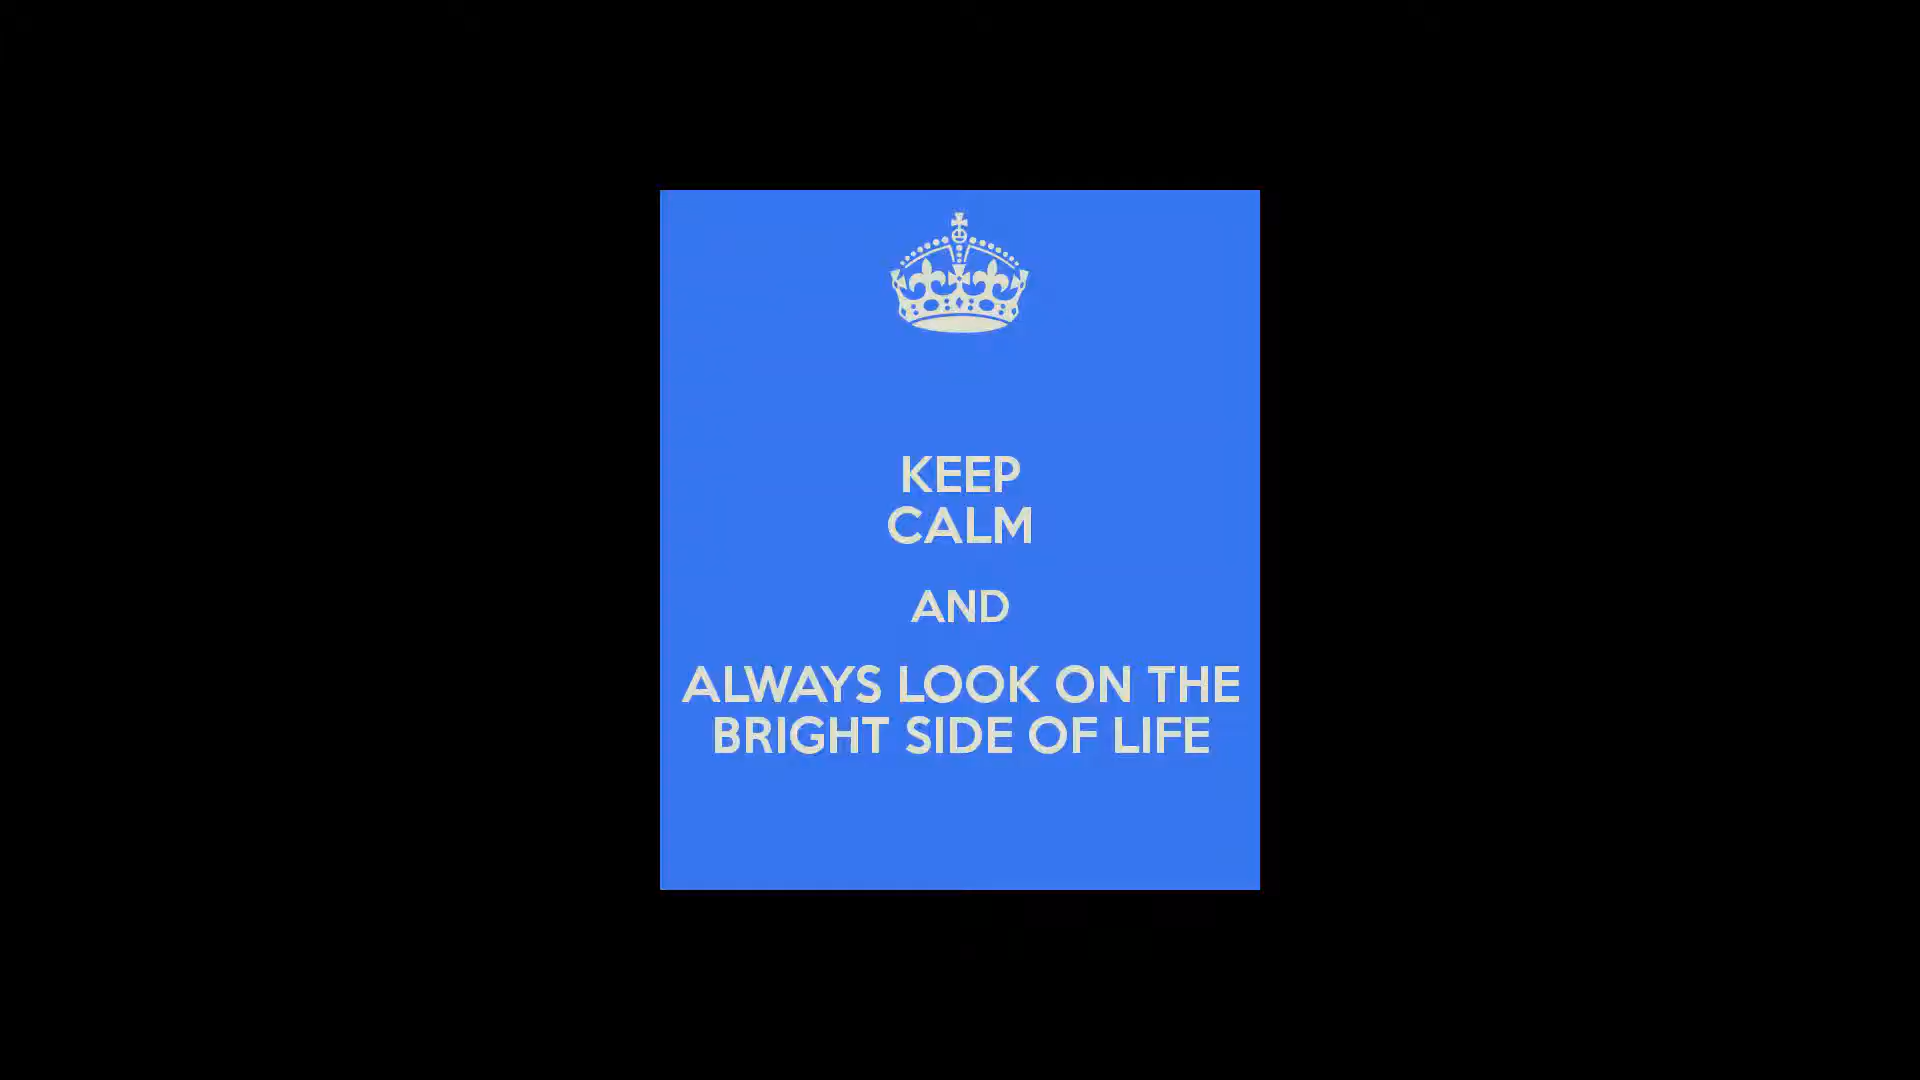 KEEP
CALM
AND
ALWAYS LOOK ON THE
BRIGHT SIDE OF LIFE